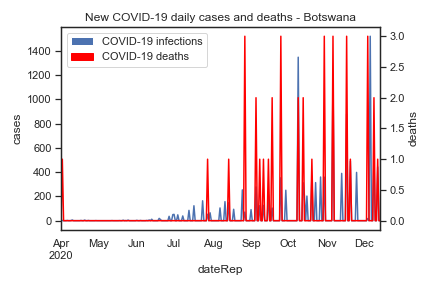 New COVID-19 daily cases and deaths - Botswana
COVID-19 infections
COVID-19 deaths
1400
1200
1000
800
600
400
200
0
cases
3.0
2.5
2.0
1.5
1.0
0.5
0.0
deaths
Apr May Jun Jul Aug Sep Oct Nov Dec
2020
dateRep